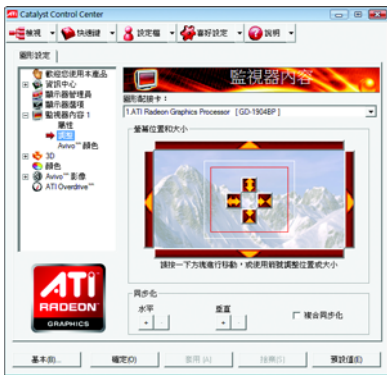 Catalyst Control Center
檢視 快速鍵 設定檔 喜好設定 說明
圖形設定
歡迎您使用本產品
資訊中心
顯示器管理員
顯示器選項
監視器內容 1
屬性
調整
Avivo™ 顏色
3D
顏色
Avivo™ 影像
ATI Overdrive™
監視器內容
圖形配接卡：
1.ATI Radeon Graphics Processor [GD-1904BP]
螢幕位置和大小
請按一下方塊進行移動，或使用箭號調整位置或大小
同步化
水平 垂直
+ - + -
複合同步化
ATI
RADEON
GRAPHICS
基本(B)... 確定(O) 套用 (A) 捨棄(S) 預設值(E)